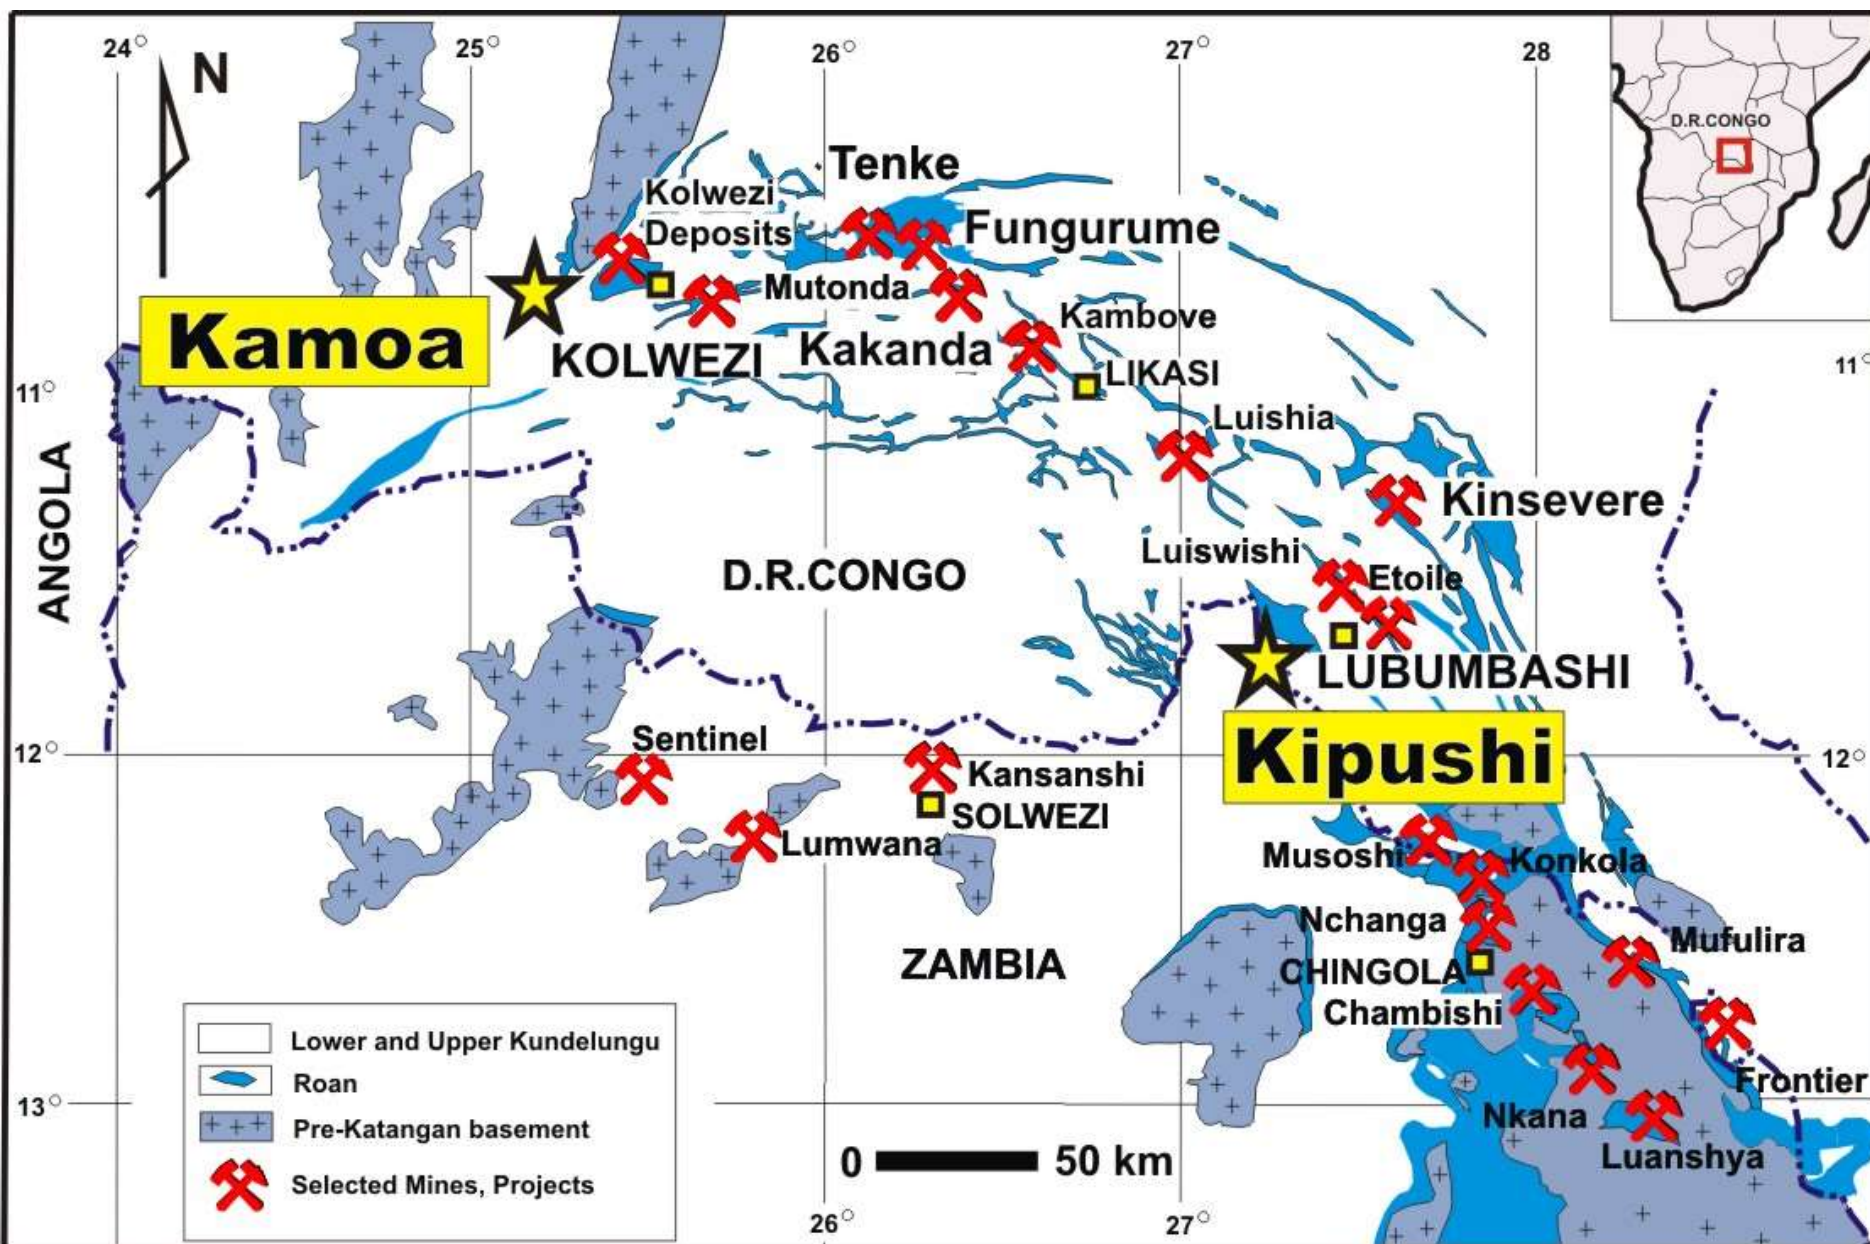 24°
25°
26°
27°
28
N
D.R.CONGO
Tenke
Kolwezi
Deposits
Fungurume
Mutonda
Kambove
Kamoa
KOLWEZI
Kakanda
LIKASI
11°
11°
Luishia
ANGOLA
Kinsevere
Luiswishi
D.R.CONGO
Etoile
LUBUMBASHI
Sentinel
12°
Kipushi
12°
Kansanshi
SOLWEZI
Lumwana
Musoshi
Konkola
Nchanga
Mufulira
ZAMBIA
CHINGOLA
Chambishi
Lower and Upper Kundelungu
Roan
Frontier
13°
Pre-Katangan basement
Nkana
0
50 km
Luanshya
Selected Mines, Projects
26°
27°